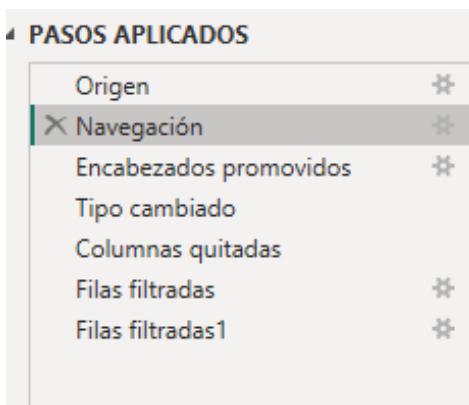 PASOS APLICADOS
Origen
Navegación
Encabezados promovidos
Tipo cambiado
Columnas quitadas
Filas filtradas
Filas filtradas1